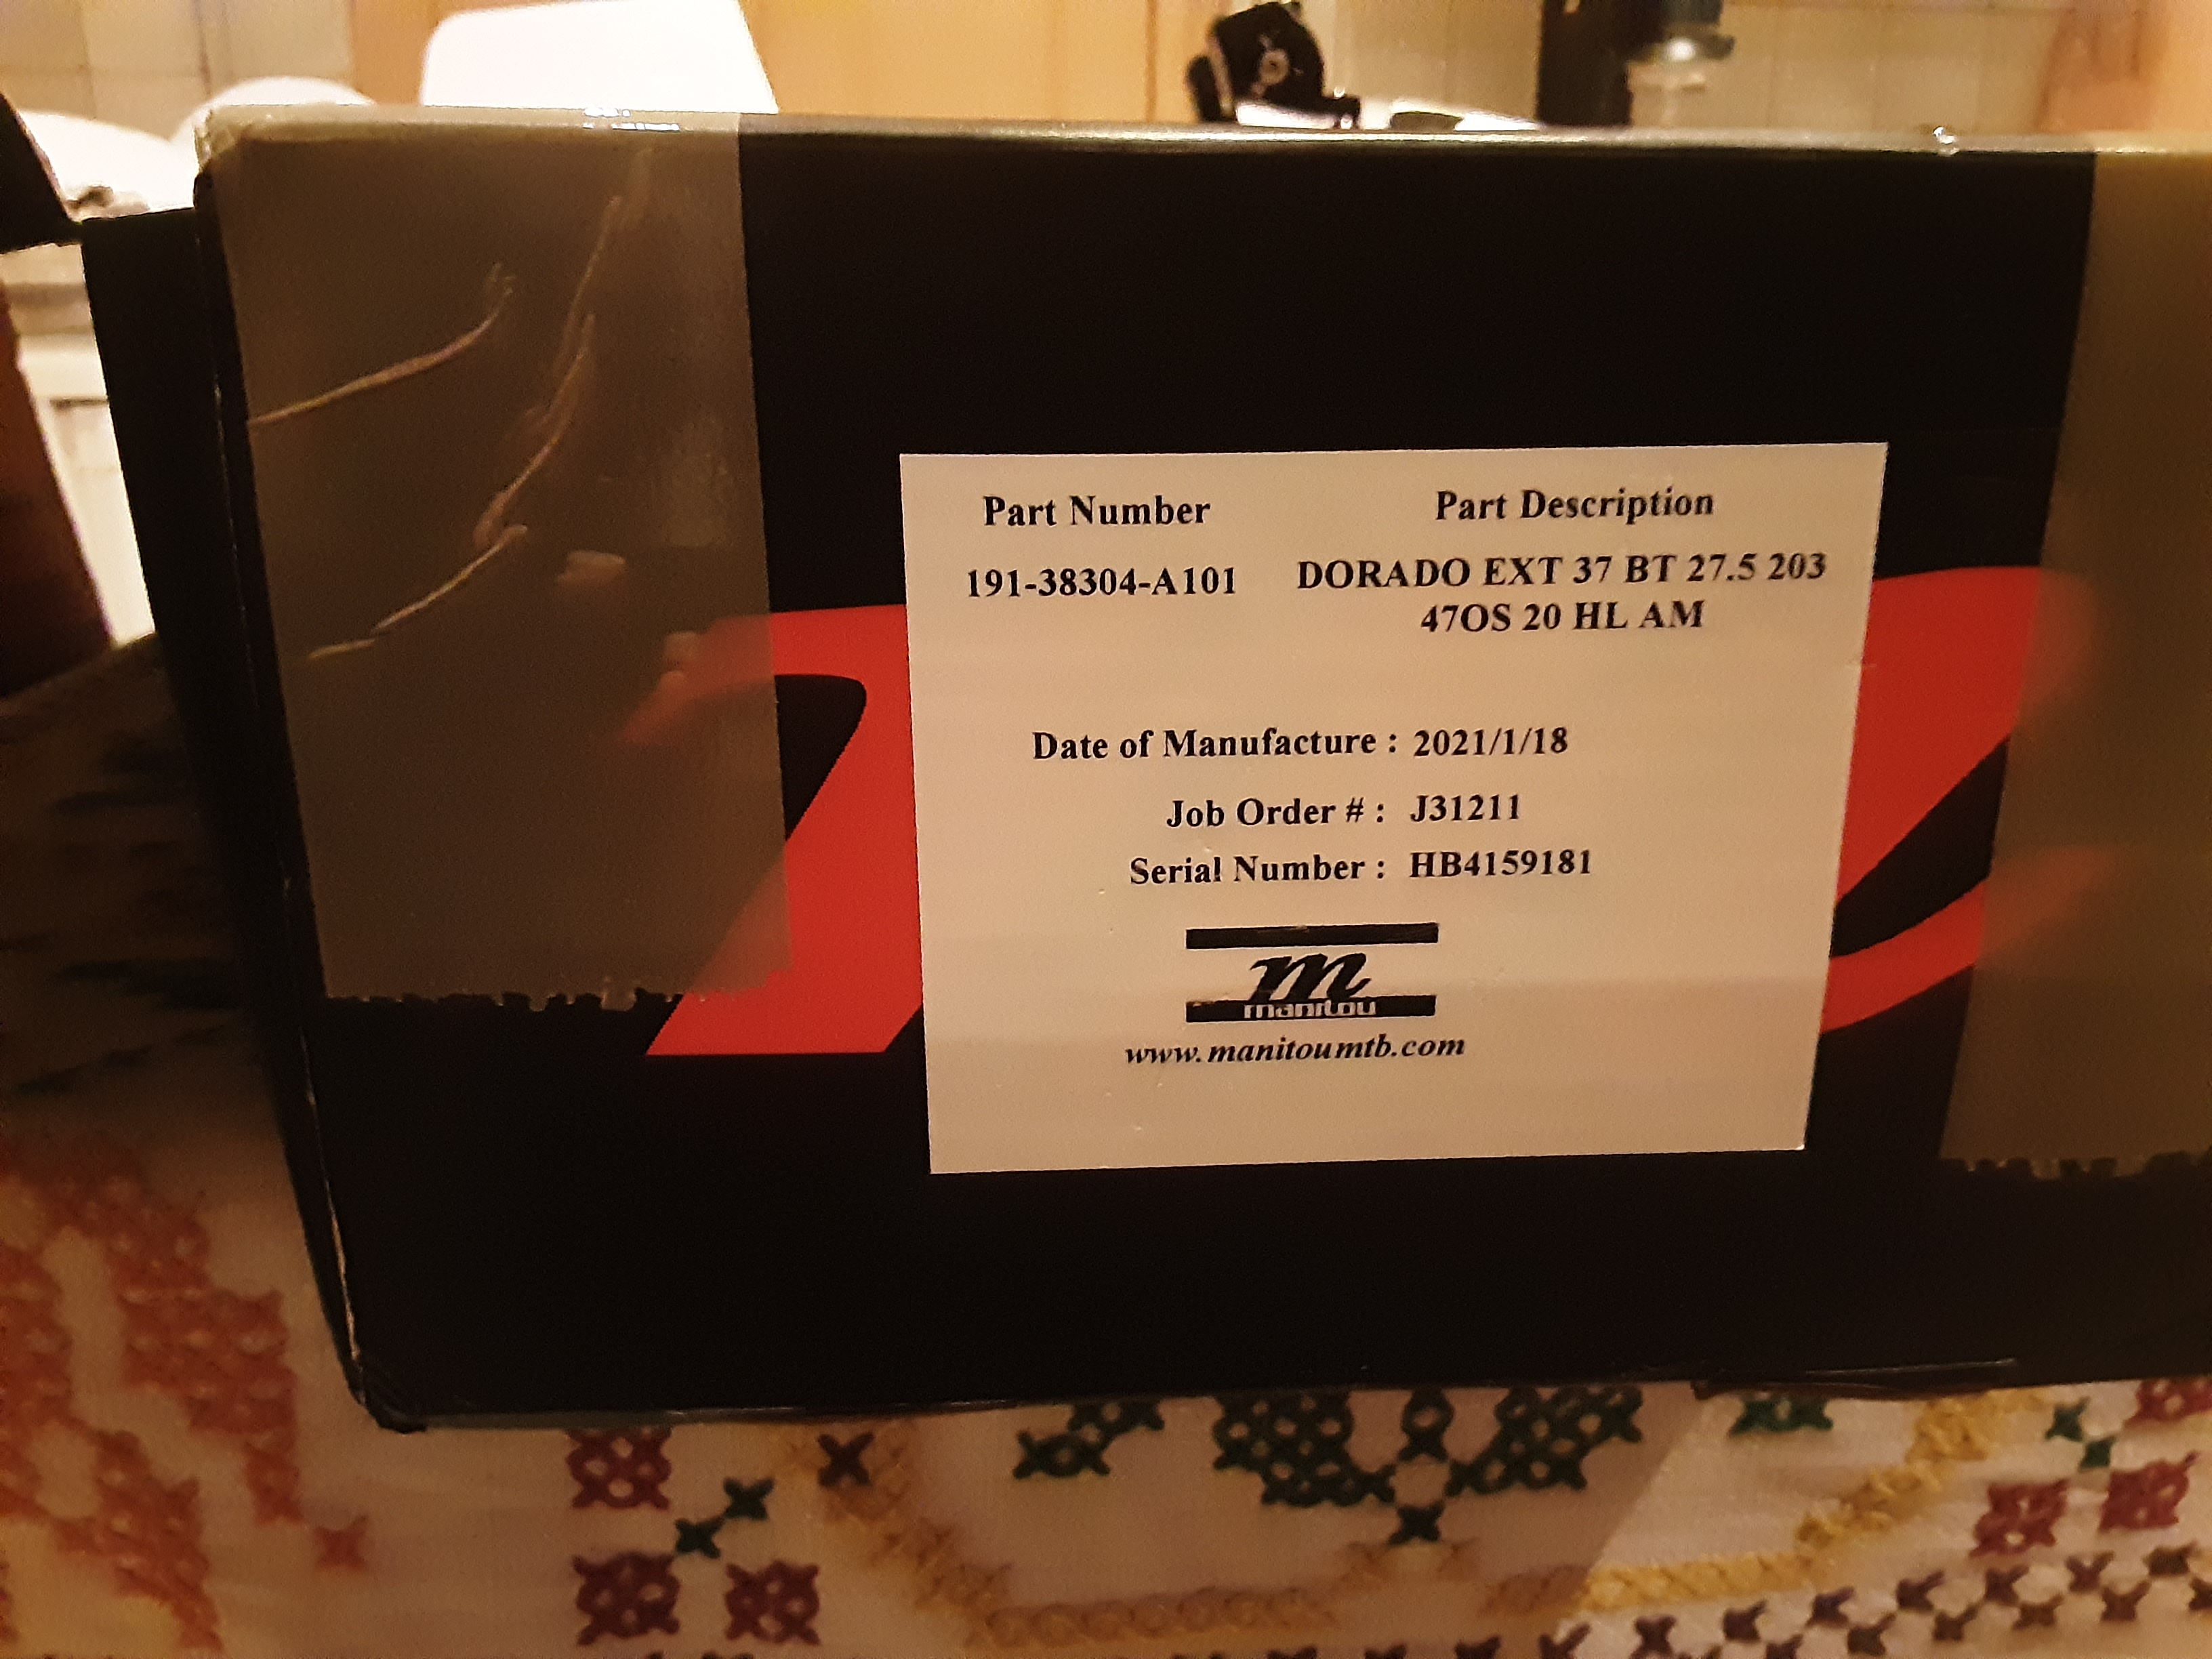 Part Number Part Description
191-38304-A101 DORADO EXT 37 BT 27.5 203
47OS 20 HL AM
Date of Manufacture : 2021/1/18
Job Order # : J31211
Serial Number : HB4159181
m
manitou
www.manitoumtb.com